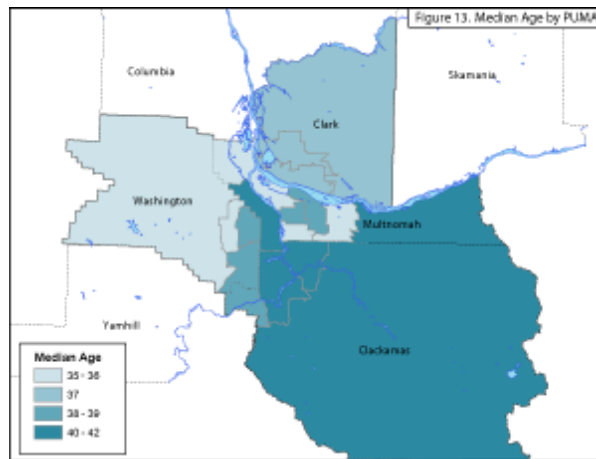 Figure 13. Median Age by PUMA
Columbia
Skamania
Clark
Washington
Multnomah
Yamhill
Clackamas
Median Age
35 - 36
37
38 - 39
40 - 42